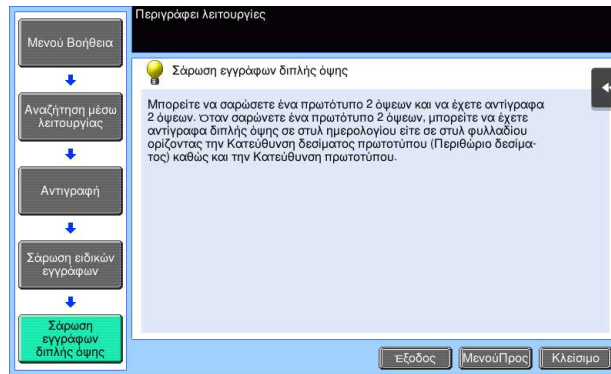 Περιγράφει λειτουργίες
Μενού Βοήθεια
Αναζήτηση μέσω
λειτουργίας
Αντιγραφή
Σάρωση ειδικών
εγγράφων
Σάρωση
εγγράφων
διπλής όψης
Σάρωση εγγράφων διπλής όψης
Μπορείτε να σαρώσετε ένα πρωτότυπο 2 όψεων και να έχετε αντίγραφα
2 όψεων. Όταν σαρώνετε ένα πρωτότυπο 2 όψεων, μπορείτε να έχετε
αντίγραφα διπλής όψης σε στυλ ημερολογίου είτε σε στυλ φυλλαδίου
ορίζοντας την Κατεύθυνση δεσίματος πρωτοτύπου (Περιθώριο δεσίμα-
τος) καθώς και την Κατεύθυνση πρωτοτύπου.
Έξοδος
ΜενούΠρος
Κλείσιμο